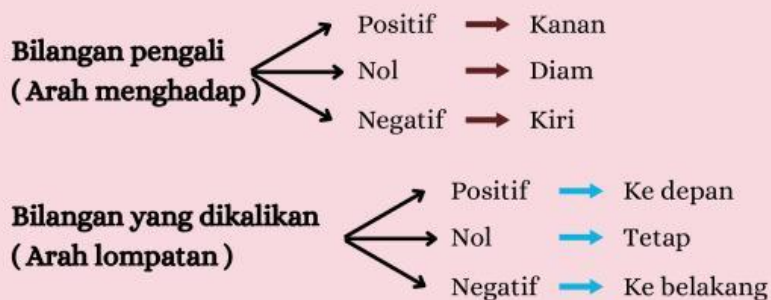 Positif Kanan
Bilangan pengali
( Arah menghadap )
Nol Diam
Negatif Kiri
Positif Ke depan
Bilangan yang dikalikan
( Arah lompatan )
Nol Tetap
Negatif Ke belakang